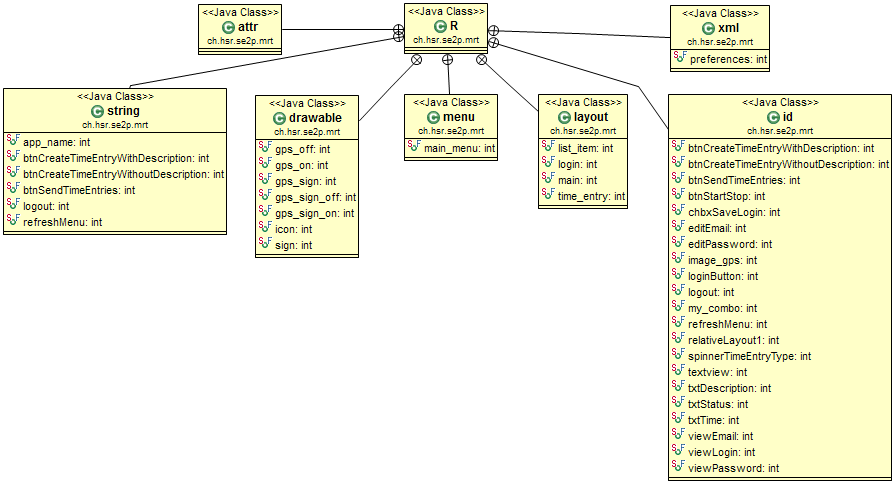 <<Java Class>>
attr
ch.hsr.se2p.mrt
<<Java Class>>
R
ch.hsr.se2p.mrt
<<Java Class>>
xml
ch.hsr.se2p.mrt
preferences: int
<<Java Class>>
string
ch.hsr.se2p.mrt
app_name: int
btnCreateTimeEntryWithDescription: int
btnCreateTimeEntryWithoutDescription: int
btnSendTimeEntries: int
logout: int
refreshMenu: int
<<Java Class>>
drawable
ch.hsr.se2p.mrt
gps_off: int
gps_on: int
gps_sign: int
gps_sign_off: int
gps_sign_on: int
icon: int
sign: int
<<Java Class>>
menu
ch.hsr.se2p.mrt
main_menu: int
<<Java Class>>
layout
ch.hsr.se2p.mrt
list_item: int
login: int
main: int
time_entry: int
<<Java Class>>
id
ch.hsr.se2p.mrt
btnCreateTimeEntryWithDescription: int
btnCreateTimeEntryWithoutDescription: int
btnSendTimeEntries: int
btnStartStop: int
chbxSaveLogin: int
editEmail: int
editPassword: int
image_gps: int
loginButton: int
logout: int
my_combo: int
refreshMenu: int
relativeLayout1: int
spinnerTimeEntryType: int
textview: int
txtDescription: int
txtStatus: int
txtTime: int
viewEmail: int
viewLogin: int
viewPassword: int